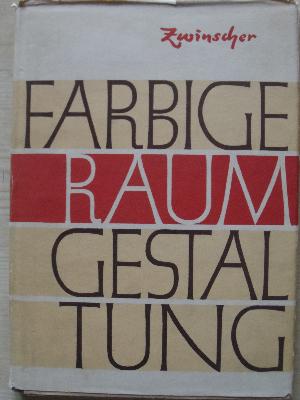 Zwinscher
FARBIGE
RAUM
GESTAL
TUNG